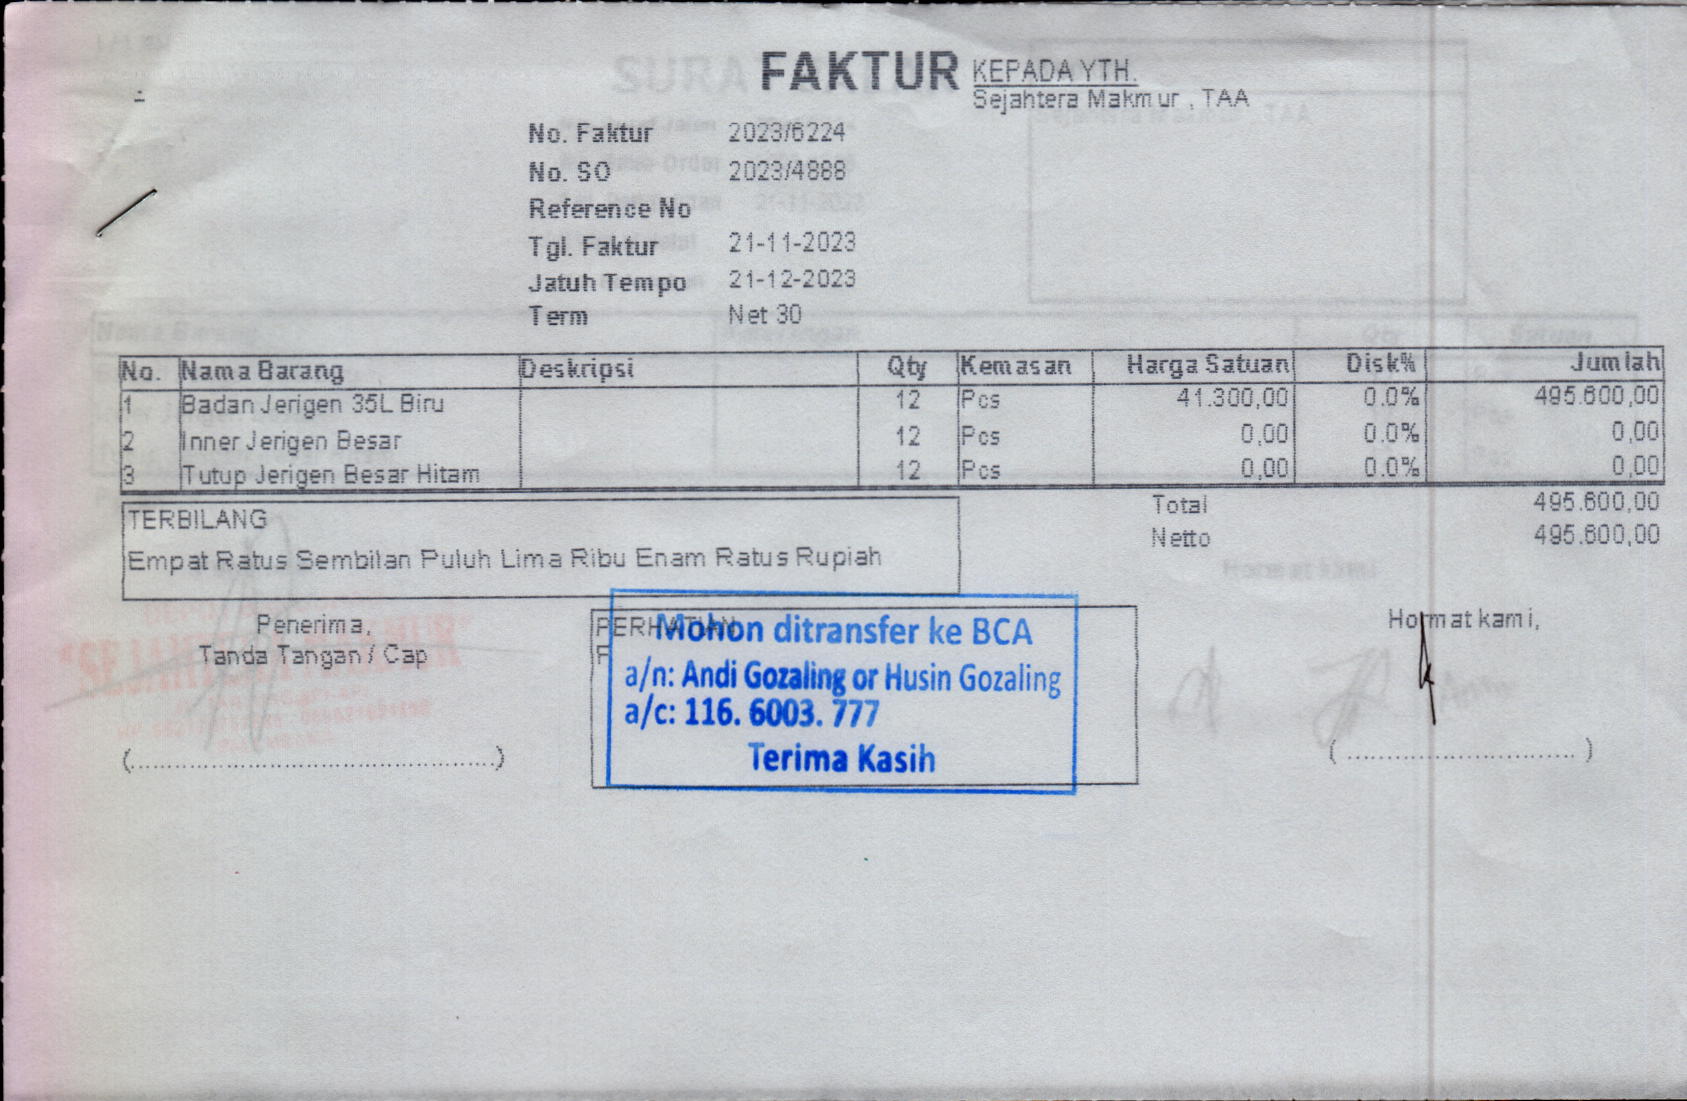 FAKTUR
KEPADA YTH.
Sejahtera Makmur , TAA
No. Faktur 2023/6224
No. SO 2023/4888
Reference No
Tgl. Faktur 21-11-2023
Jatuh Tempo 21-12-2023
Term Net 30
No. Nama Barang Deskripsi Qty Kemasan Harga Satuan Disk% Jumlah
1 Badan Jerigen 35L Biru 12 Pcs 41.300,00 0.0% 495.600,00
2 Inner Jerigen Besar 12 Pcs 0,00 0.0% 0,00
3 Tutup Jerigen Besar Hitam 12 Pcs 0,00 0.0% 0,00
Total 495.600,00
Netto 495.600,00
TERBILANG
Empat Ratus Sembilan Puluh Lima Ribu Enam Ratus Rupiah
Penerima,
Tanda Tangan / Cap
(............................................)
PERHATIAN
Mohon ditransfer ke BCA
a/n: Andi Gozaling or Husin Gozaling
a/c: 116. 6003. 777
Terima Kasih
Hormat kami,
(............................)